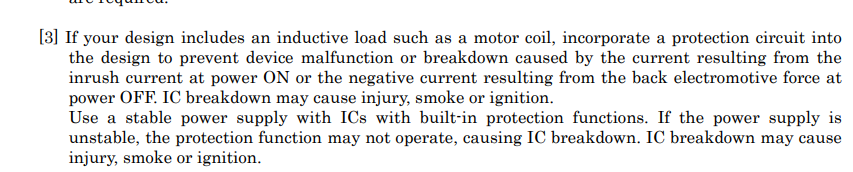 are required.
[3] If your design includes an inductive load such as a motor coil, incorporate a protection circuit into
the design to prevent device malfunction or breakdown caused by the current resulting from the
inrush current at power ON or the negative current resulting from the back electromotive force at
power OFF. IC breakdown may cause injury, smoke or ignition.
Use a stable power supply with ICs with built-in protection functions. If the power supply is
unstable, the protection function may not operate, causing IC breakdown. IC breakdown may cause
injury, smoke or ignition.